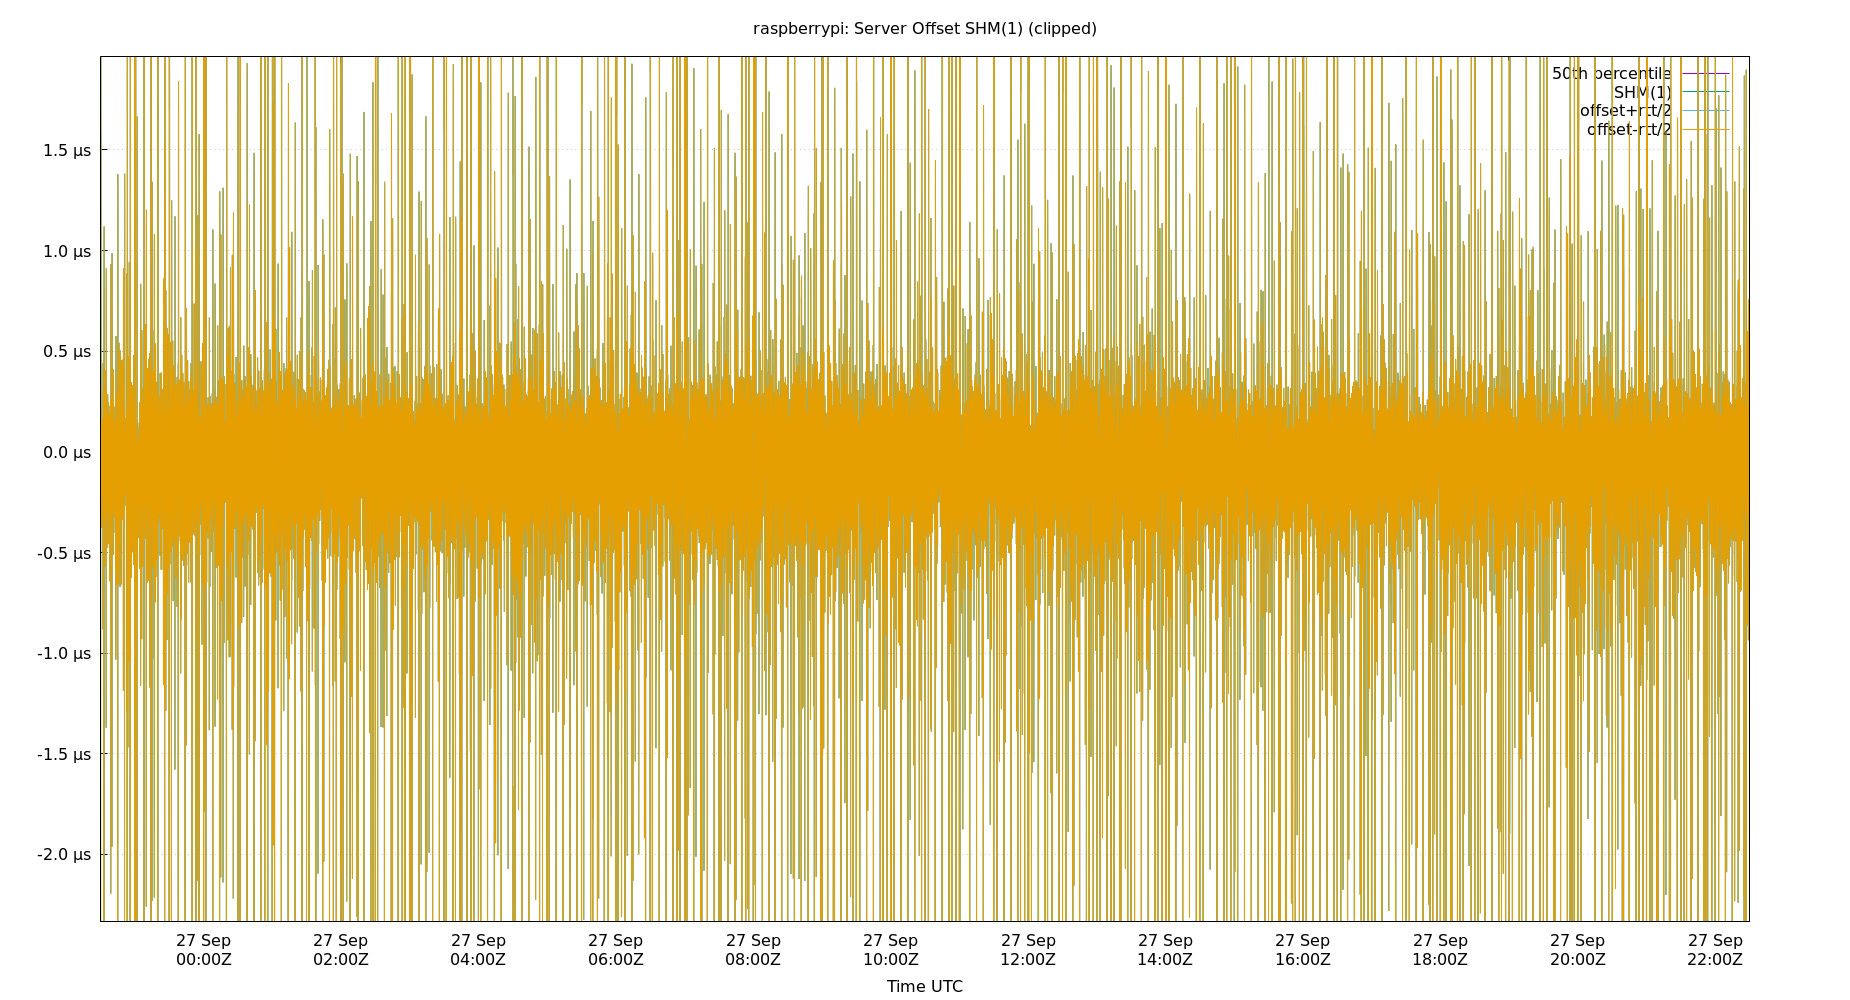 raspberrypi: Server Offset SHM(1) (clipped)
50th percentile
SHM(1)
offset+rtt/2
offset-rtt/2
1.5 µs
1.0 µs
0.5 µs
0.0 µs
-0.5 µs
-1.0 µs
-1.5 µs
-2.0 µs
27 Sep 27 Sep 27 Sep 27 Sep 27 Sep 27 Sep 27 Sep 27 Sep 27 Sep 27 Sep 27 Sep 27 Sep
00:00Z 02:00Z 04:00Z 06:00Z 08:00Z 10:00Z 12:00Z 14:00Z 16:00Z 18:00Z 20:00Z 22:00Z
Time UTC